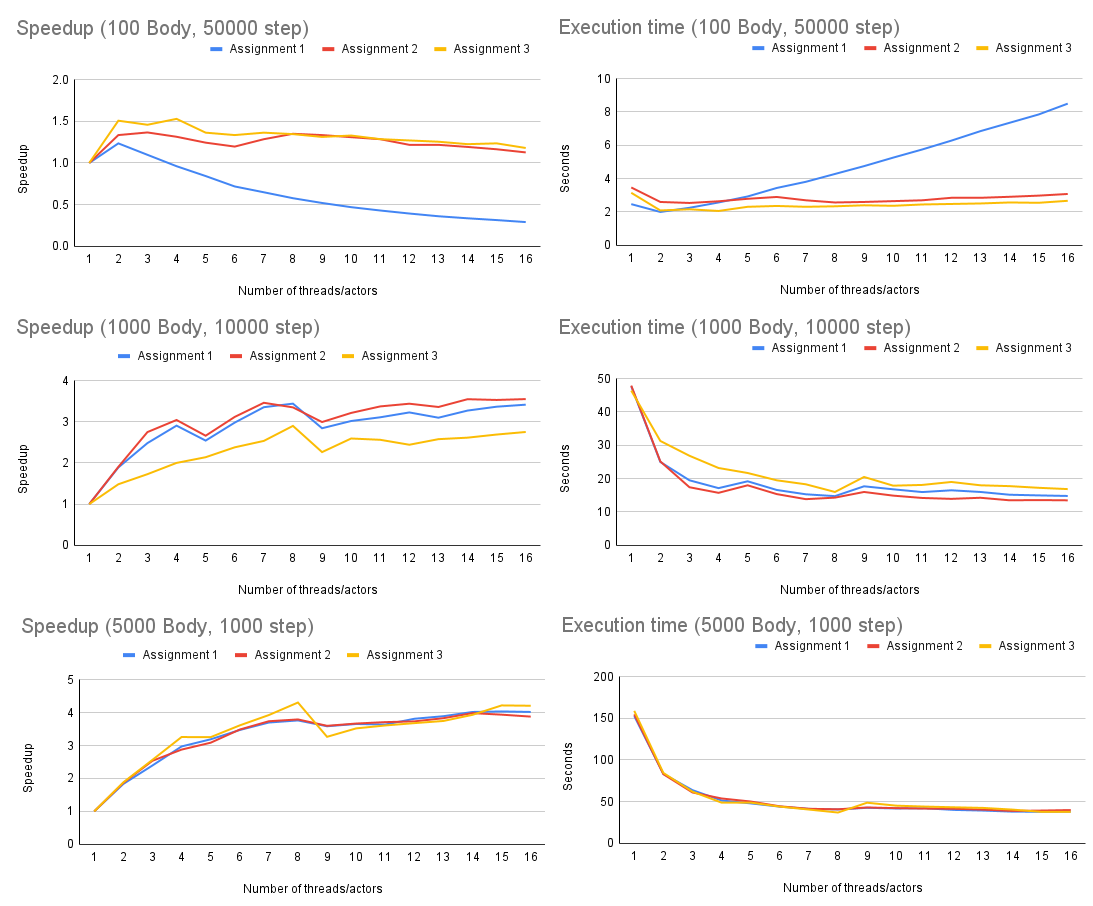 Speedup (100 Body, 50000 step)
Assignment 1 Assignment 2 Assignment 3
2.0
1.5
1.0
0.5
0.0
Speedup
1 2 3 4 5 6 7 8 9 10 11 12 13 14 15 16
Number of threads/actors
Execution time (100 Body, 50000 step)
Assignment 1 Assignment 2 Assignment 3
10
8
6
4
2
0
Seconds
1 2 3 4 5 6 7 8 9 10 11 12 13 14 15 16
Number of threads/actors
Speedup (1000 Body, 10000 step)
Assignment 1 Assignment 2 Assignment 3
4
3
2
1
0
Speedup
1 2 3 4 5 6 7 8 9 10 11 12 13 14 15 16
Number of threads/actors
Execution time (1000 Body, 10000 step)
Assignment 1 Assignment 2 Assignment 3
50
40
30
20
10
0
Seconds
1 2 3 4 5 6 7 8 9 10 11 12 13 14 15 16
Number of threads/actors
Speedup (5000 Body, 1000 step)
Assignment 1 Assignment 2 Assignment 3
5
4
3
2
1
0
Speedup
1 2 3 4 5 6 7 8 9 10 11 12 13 14 15 16
Number of threads/actors
Execution time (5000 Body, 1000 step)
Assignment 1 Assignment 2 Assignment 3
200
150
100
50
0
Seconds
1 2 3 4 5 6 7 8 9 10 11 12 13 14 15 16
Number of threads/actors